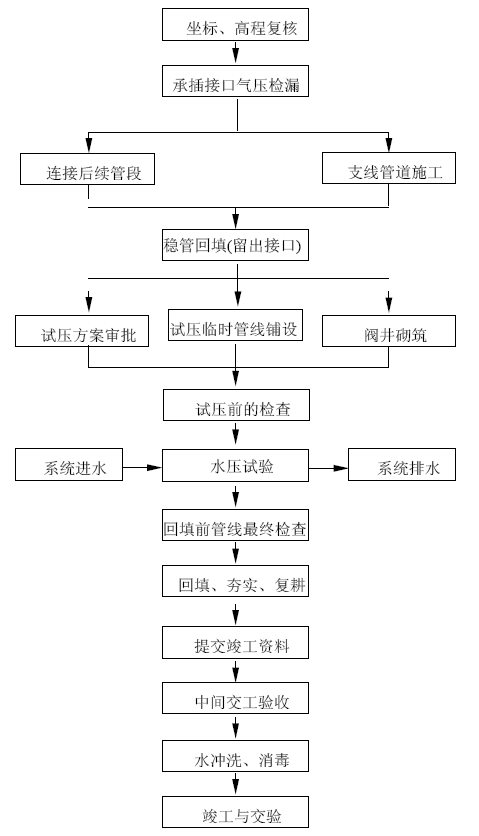 坐标、高程复核
承插接口气压检漏
连接后续管段
支线管道施工
稳管回填(留出接口)
试压方案审批
试压临时管线铺设
阀井砌筑
试压前的检查
系统进水
水压试验
系统排水
回填前管线最终检查
回填、夯实、复耕
提交竣工资料
中间交工验收
水冲洗、消毒
竣工与交验